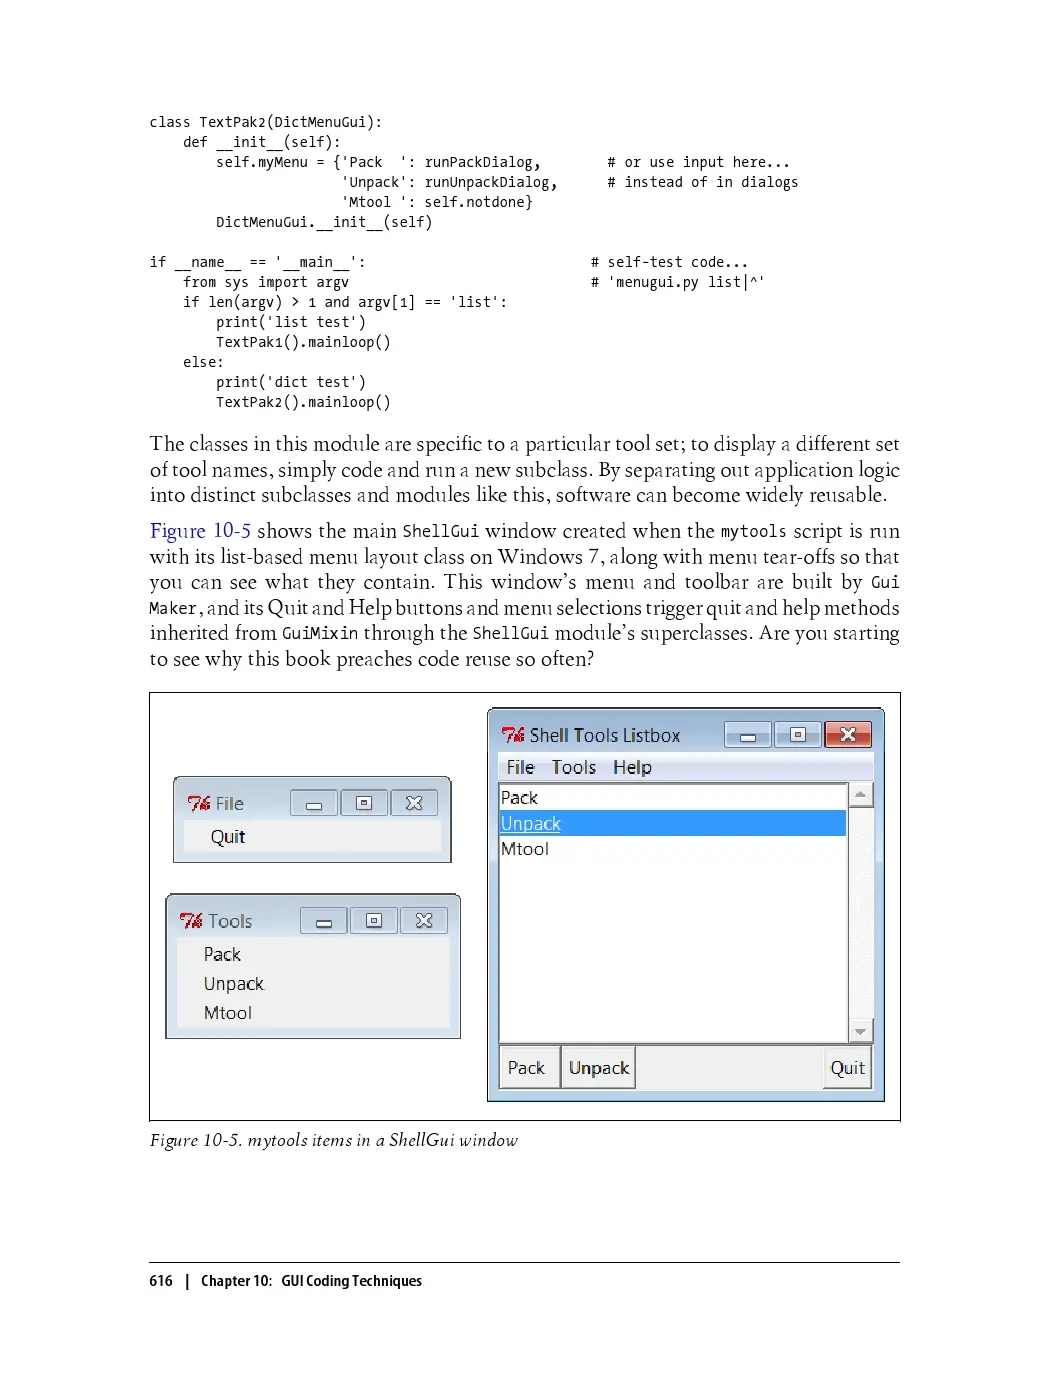 class TextPak2(DictMenuGui):
    def __init__(self):
        self.myMenu = {'Pack  ': runPackDialog,        # or use input here...
                       'Unpack': runUnpackDialog,      # instead of in dialogs
                       'Mtool ': self.notdone}
        DictMenuGui.__init__(self)
if __name__ == '__main__':                           # self-test code...
    from sys import argv                             # 'menugui.py list|^'
    if len(argv) > 1 and argv[1] == 'list':
        print('list test')
        TextPak1().mainloop()
    else:
        print('dict test')
        TextPak2().mainloop()
The classes in this module are specific to a particular tool set; to display a different set
of tool names, simply code and run a new subclass. By separating out application logic
into distinct subclasses and modules like this, software can become widely reusable.
Figure 10-5 shows the main ShellGui window created when the mytools script is run
with its list-based menu layout class on Windows 7, along with menu tear-offs so that
you can see what they contain. This window's menu and toolbar are built by Gui
Maker, and its Quit and Help buttons and menu selections trigger quit and help methods
inherited from GuiMixin through the ShellGui module's superclasses. Are you starting
to see why this book preaches code reuse so often?
File
Quit
Tools
Pack
Unpack
Mtool
Shell Tools Listbox
File Tools Help
Pack
Unpack
Mtool
Pack Unpack Quit
Figure 10-5. mytools items in a ShellGui window
616 | Chapter 10: GUI Coding Techniques